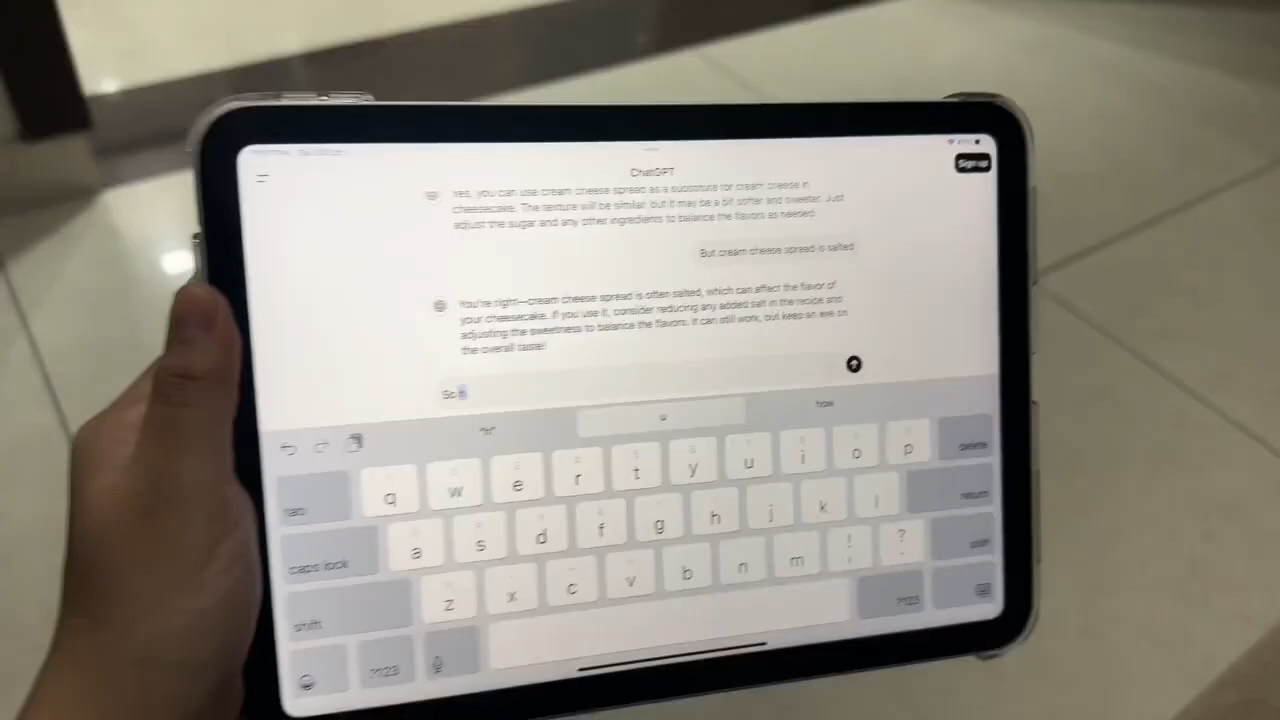 ChatGPT
Sign up
Yes, you can use cream cheese spread as a substitute for cream cheese in
cheesecake. The texture will be similar, but it may be a bit softer and sweeter. Just
adjust the sugar and any other ingredients to balance the flavors as needed.
But cream cheese spread is salted
You're right—cream cheese spread is often salted, which can affect the flavor of
your cheesecake. If you use it, consider reducing any added salt in the recipe and
adjusting the sweetness to balance the flavors. It can still work, but keep an eye on
the overall taste!
So
how
q w e r t y u i o p delete
tab
a s d f g h j k l return
caps lock
z x c v b n m ! , ? . shift
shift
.?123
.?123